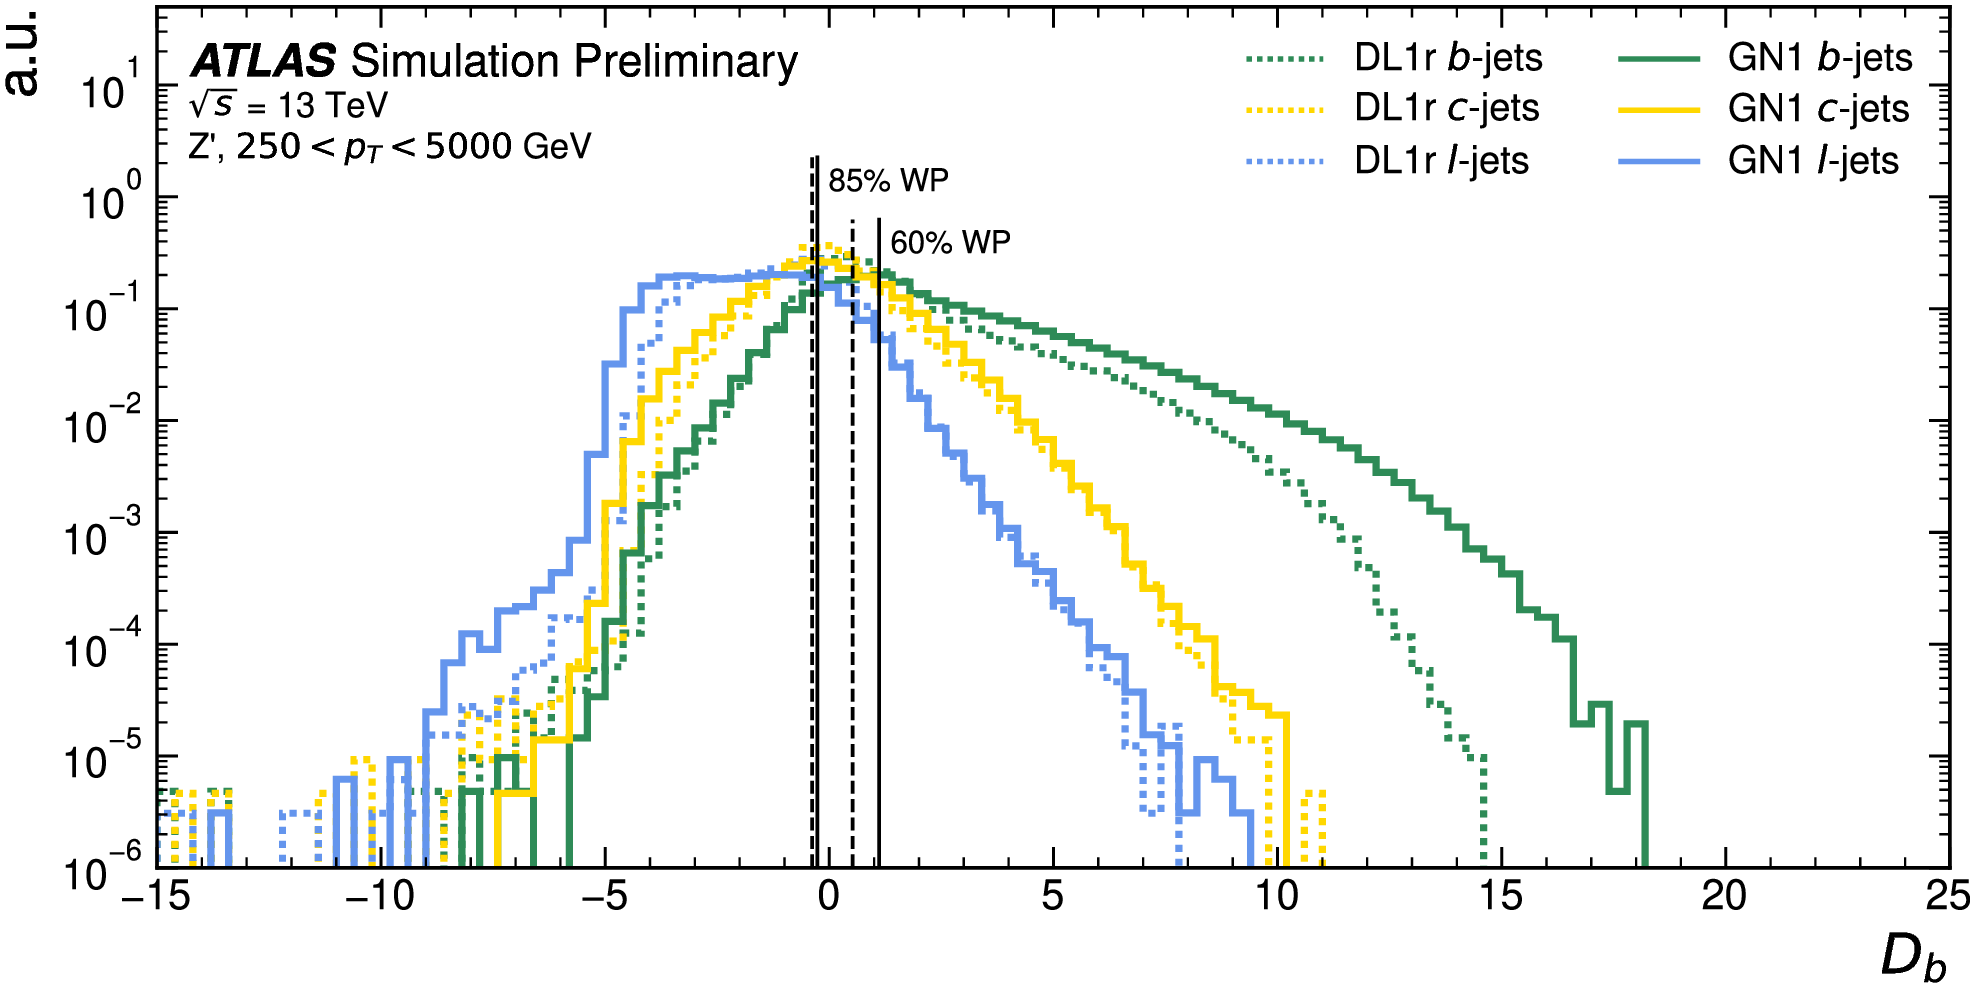 a.u.
ATLAS Simulation Preliminary
√s = 13 TeV
Z', 250 < p_T < 5000 GeV
DL1r b-jets
DL1r c-jets
DL1r l-jets
GN1 b-jets
GN1 c-jets
GN1 l-jets
85% WP
60% WP
10^1
10^0
10^−1
10^−2
10^−3
10^−4
10^−5
10^−6
−15 −10 −5 0 5 10 15 20 25
D_b